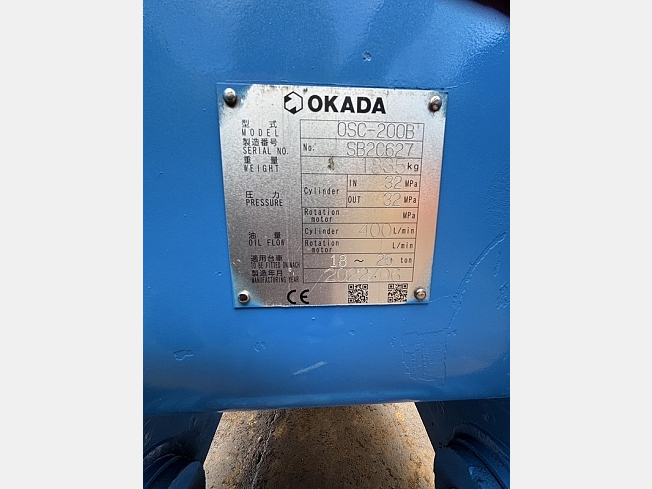 OKADA
型式 MODEL OSC-200B
製造番号 SERIAL NO. No. SB20627
重量 WEIGHT kg
圧力 PRESSURE Cylinder IN 32 MPa
OUT 32 MPa
Rotation motor MPa
油量 OIL FLOW Cylinder 400 L/min
Rotation motor L/min
適用台車 TO BE FITTED ON MACH 18 ~ ton
製造年月 MANUFACTURING YEAR
CE